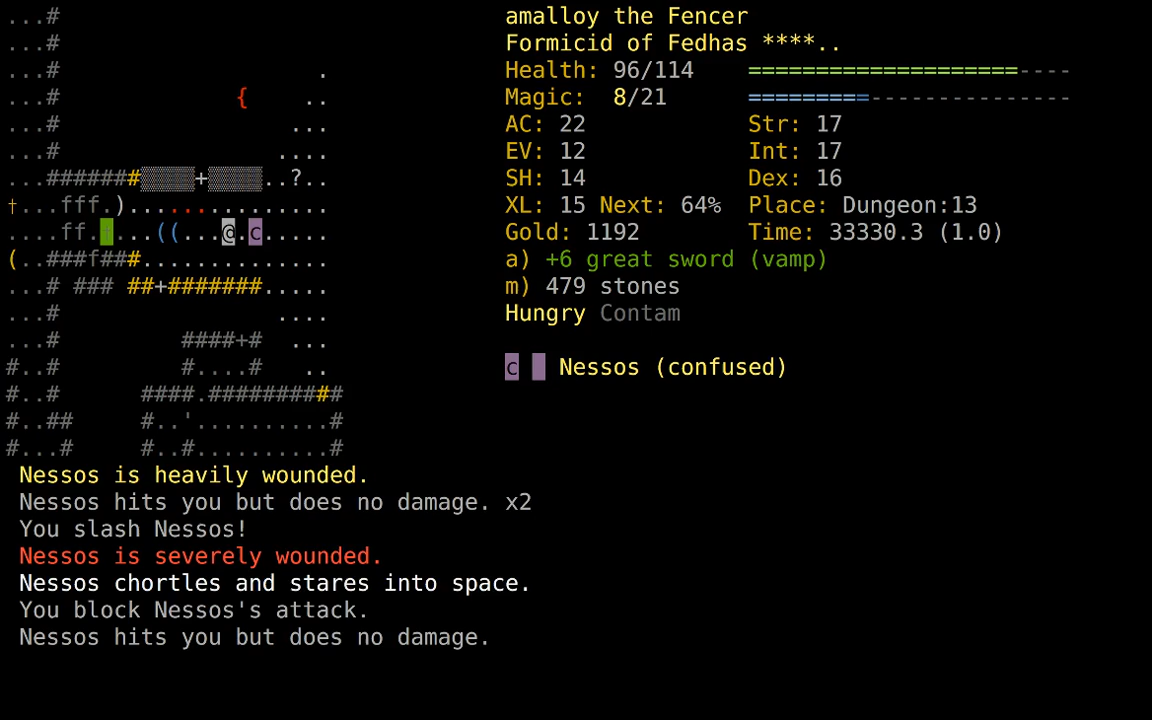 ...#                                 amalloy the Fencer
...#                                 Formicid of Fedhas ****..
...#                   .             Health: 96/114    ====================----
...#             {    ..             Magic:  8/21      =========---------------
...#                 ...             AC: 22            Str: 17
...#                ....             EV: 12            Int: 17
...#######▒▒▒▒+▒▒▒▒..?..             SH: 14            Dex: 16
†...fff.)...............             XL: 15 Next: 64%  Place: Dungeon:13
....ff.†...((...@.c.....             Gold: 1192        Time: 33330.3 (1.0)
(..###f###..............             a) +6 great sword (vamp)
...# ### ##+#######.....             m) 479 stones
...#                ....             Hungry Contam
...#         ####+#  ...
#..#         #....#   ..             c   Nessos (confused)
#..#      ####.##########
#..##     #..'..........#
#...#     #..#..........#
Nessos is heavily wounded.
Nessos hits you but does no damage. x2
You slash Nessos!
Nessos is severely wounded.
Nessos chortles and stares into space.
You block Nessos's attack.
Nessos hits you but does no damage.